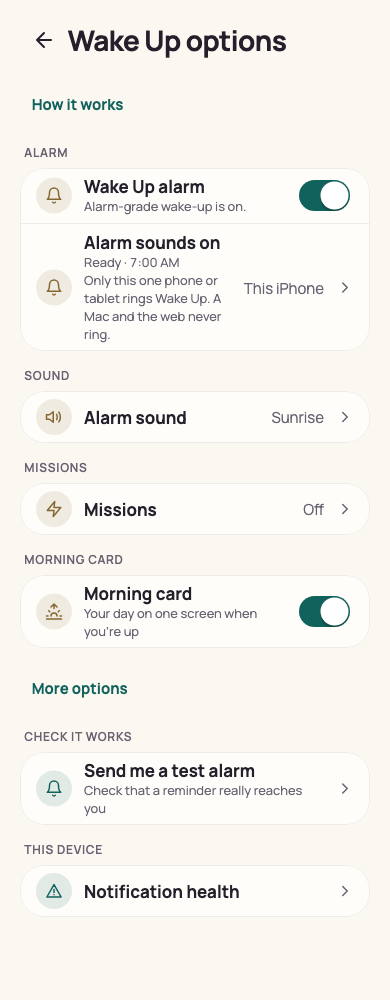 Wake Up options
How it works
ALARM
Wake Up alarm
Alarm-grade wake-up is on.
Alarm sounds on
Ready · 7:00 AM
Only this one phone or
tablet rings Wake Up. A
Mac and the web never
ring.
This iPhone
SOUND
Alarm sound
Sunrise
MISSIONS
Missions
Off
MORNING CARD
Morning card
Your day on one screen when
you're up
More options
CHECK IT WORKS
Send me a test alarm
Check that a reminder really reaches
you
THIS DEVICE
Notification health